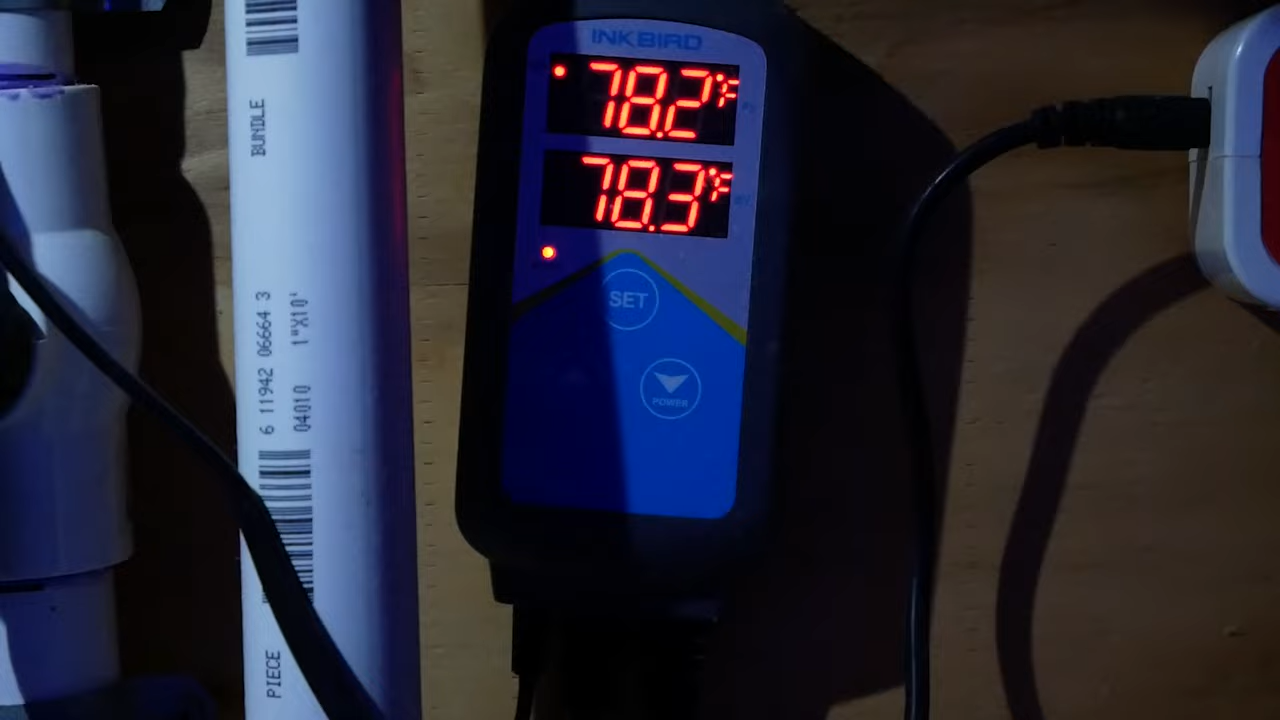 INKBIRD
78.2°F
78.3°F
SET
POWER
BUNDLE
6 11942 06664 3
1"X10'
04010
PIECE